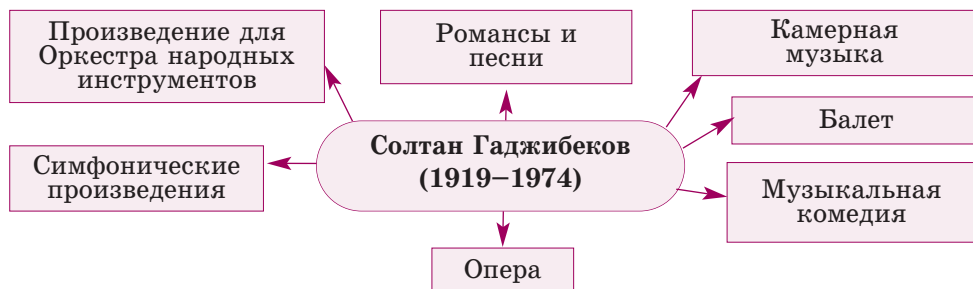 Произведение для
Оркестра народных
инструментов
Романсы и
песни
Камерная
музыка
Балет
Солтан Гаджибеков
(1919–1974)
Симфонические
произведения
Музыкальная
комедия
Опера